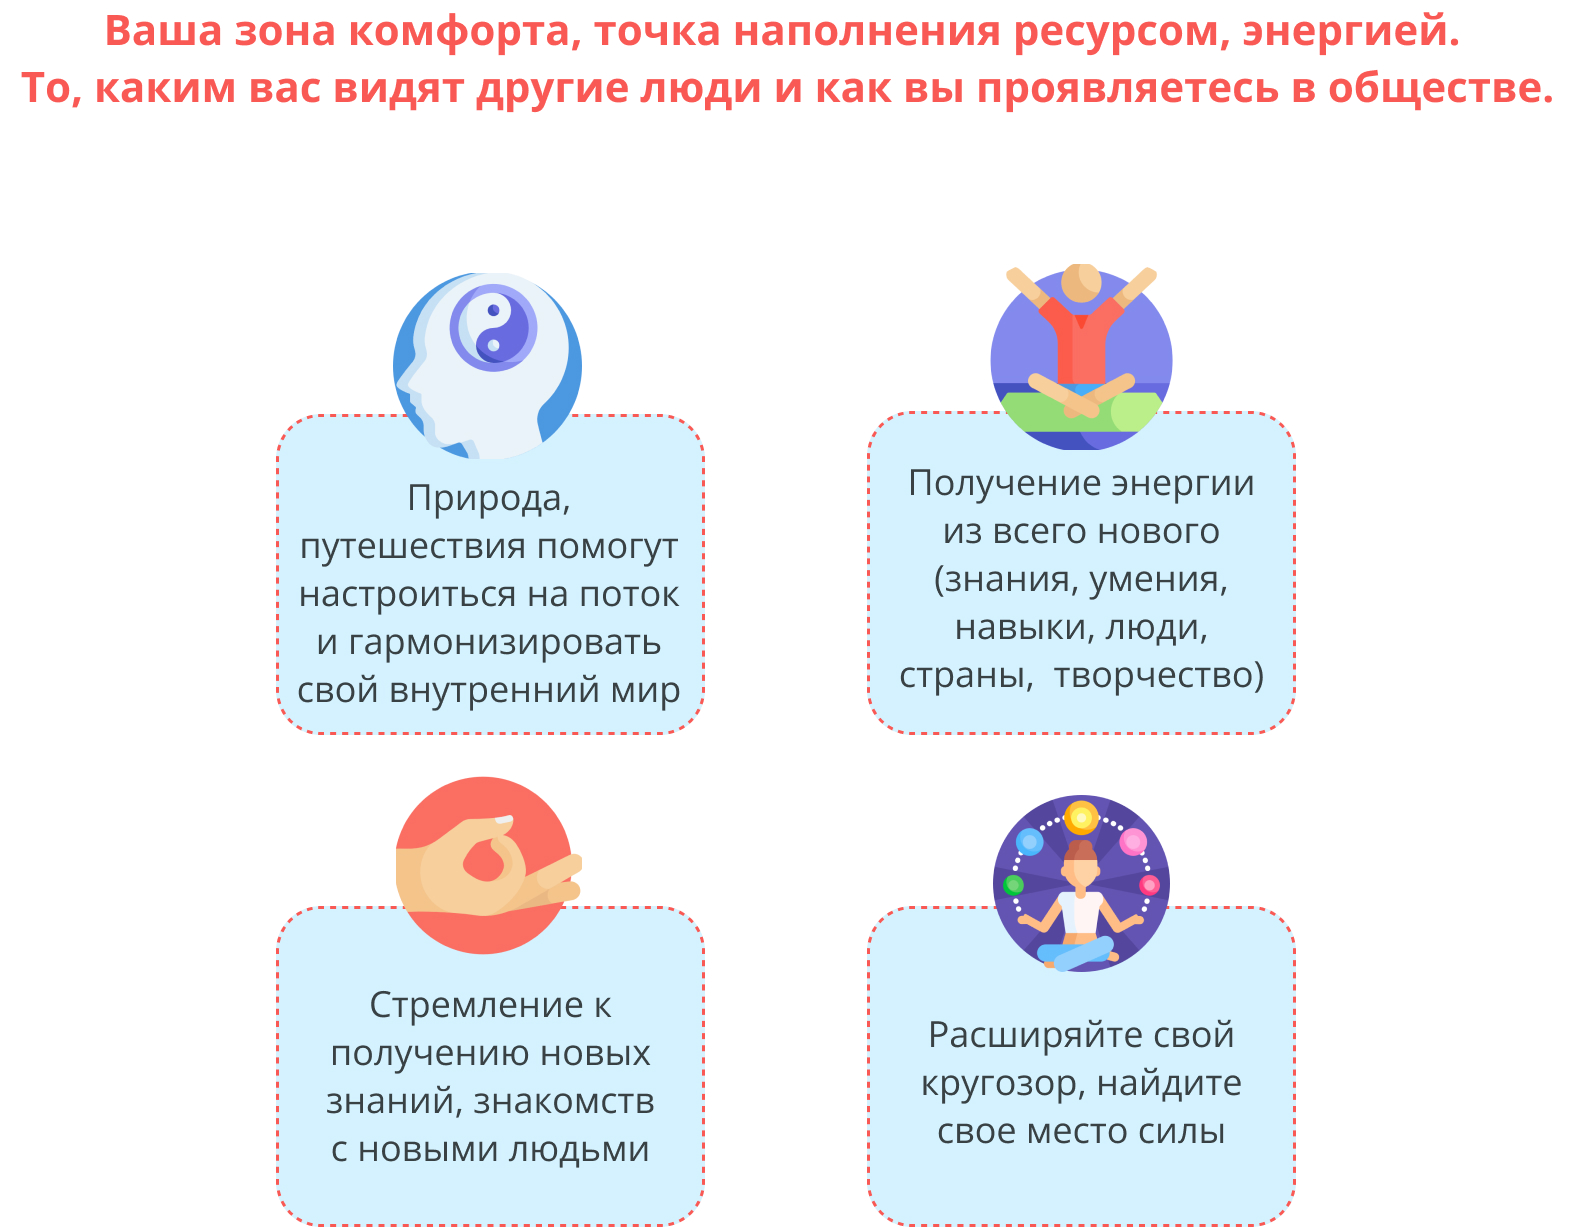 Ваша зона комфорта, точка наполнения ресурсом, энергией.
То, каким вас видят другие люди и как вы проявляетесь в обществе.
Природа,
путешествия помогут
настроиться на поток
и гармонизировать
свой внутренний мир
Получение энергии
из всего нового
(знания, умения,
навыки, люди,
страны,  творчество)
Стремление к
получению новых
знаний, знакомств
с новыми людьми
Расширяйте свой
кругозор, найдите
свое место силы